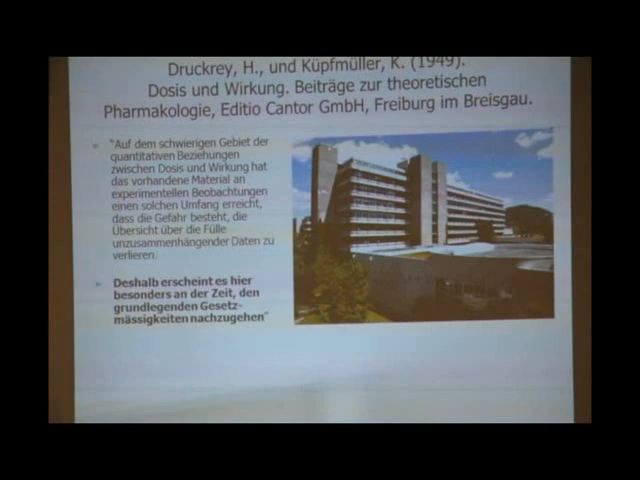 Druckrey, H., und Küpfmüller, K. (1949).
Dosis und Wirkung. Beiträge zur theoretischen
Pharmakologie, Editio Cantor GmbH, Freiburg im Breisgau.
"Auf dem schwierigen Gebiet der
quantitativen Beziehungen
zwischen Dosis und Wirkung hat
das vorhandene Material an
experimentellen Beobachtungen
einen solchen Umfang erreicht,
dass die Gefahr besteht, die
Übersicht über die Fülle
unzusammenhängender Daten zu
verlieren.
Deshalb erscheint es hier
besonders an der Zeit, den
grundlegenden Gesetz-
mässigkeiten nachzugehen"